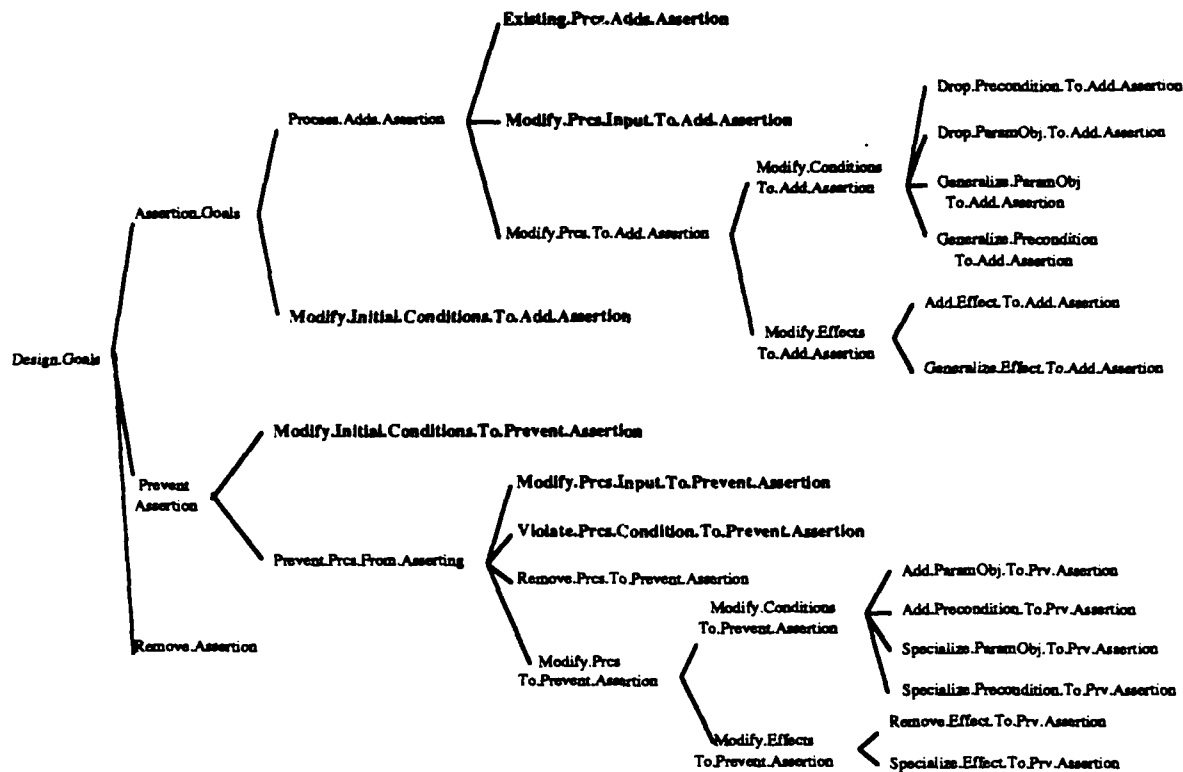 Existing.Prcs.Adds.Assertion
Drop.Precondition.To.Add.Assertion
Process.Adds.Assertion
Modify.Prcs.Input.To.Add.Assertion
Drop.ParamObj.To.Add.Assertion
Modify.Conditions
To.Add.Assertion
Generalize.ParamObj
To.Add.Assertion
Assertion.Goals
Modify.Prcs.To.Add.Assertion
Generalize.Precondition
To.Add.Assertion
Add.Effect.To.Add.Assertion
Modify.Initial.Conditions.To.Add.Assertion
Modify.Effects
To.Add.Assertion
Design.Goals
Generalize.Effect.To.Add.Assertion
Modify.Initial.Conditions.To.Prevent.Assertion
Prevent
Assertion
Modify.Prcs.Input.To.Prevent.Assertion
Violate.Prcs.Condition.To.Prevent.Assertion
Prevent.Prcs.From.Asserting
Remove.Prcs.To.Prevent.Assertion
Add.ParamObj.To.Prv.Assertion
Modify.Conditions
To.Prevent.Assertion
Add.Precondition.To.Prv.Assertion
Remove.Assertion
Specialize.ParamObj.To.Prv.Assertion
Modify.Prcs
To.Prevent.Assertion
Specialize.Precondition.To.Prv.Assertion
Remove.Effect.To.Prv.Assertion
Modify.Effects
To.Prevent.Assertion
Specialize.Effect.To.Prv.Assertion